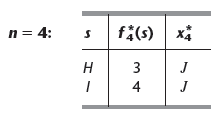 n = 4:
s f₄*(s) x₄*
H 3 J
I 4 J